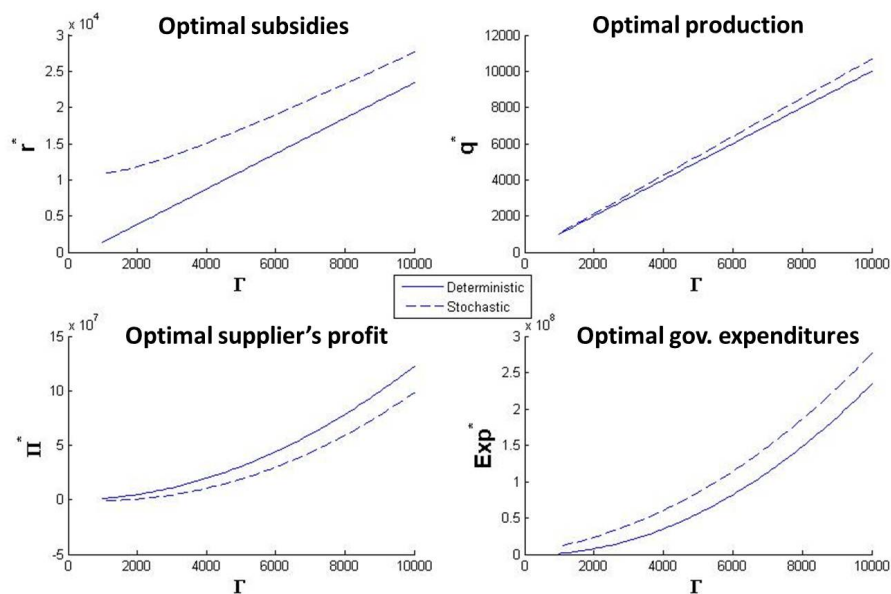 Optimal subsidies
x 10^4
3
2.5
2
1.5
1
0.5
0
r*
0 2000 4000 6000 8000 10000
Γ
Optimal production
12000
10000
8000
6000
4000
2000
0
q*
0 2000 4000 6000 8000 10000
Γ
Deterministic
Stochastic
Optimal supplier's profit
x 10^7
15
10
5
0
-5
Π*
0 2000 4000 6000 8000 10000
Γ
Optimal gov. expenditures
x 10^8
3
2.5
2
1.5
1
0.5
0
Exp*
0 2000 4000 6000 8000 10000
Γ